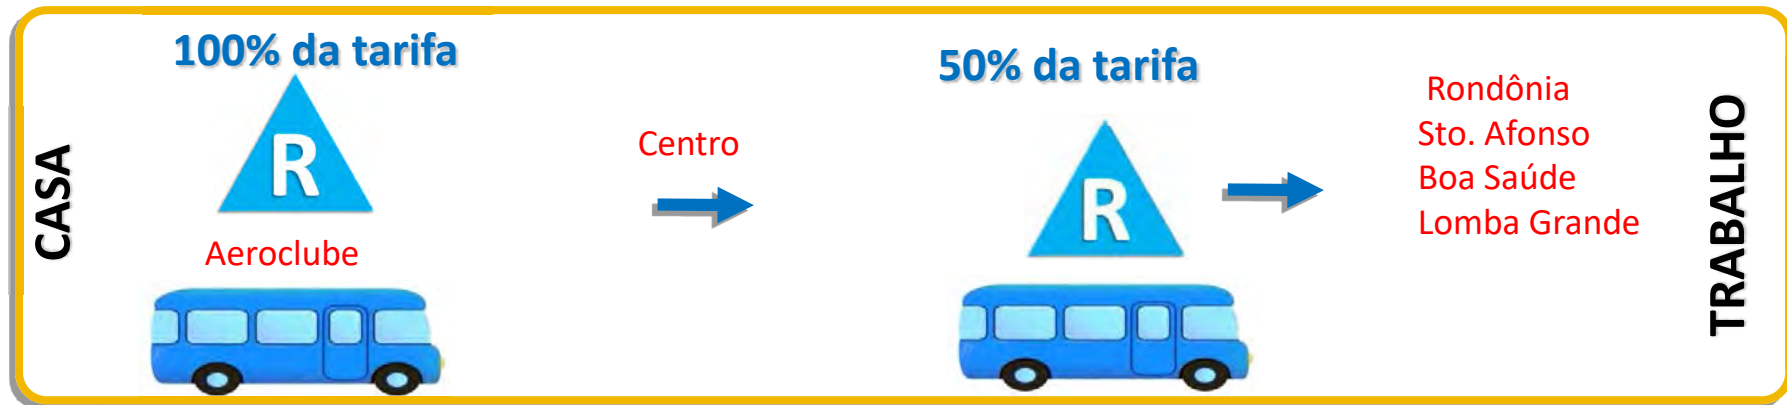 CASA
100% da tarifa
R
Aeroclube
Centro
50% da tarifa
R
Rondônia
Sto. Afonso
Boa Saúde
Lomba Grande
TRABALHO